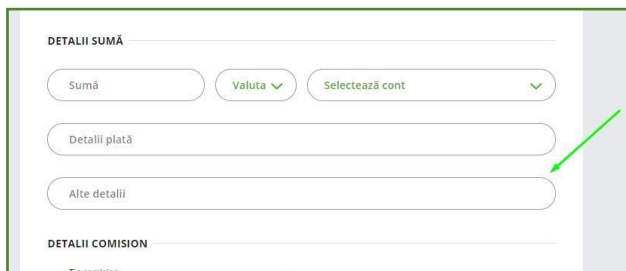 DETALII SUMĂ
Sumă Valuta Selectează cont
Detalii plată
Alte detalii
DETALII COMISION